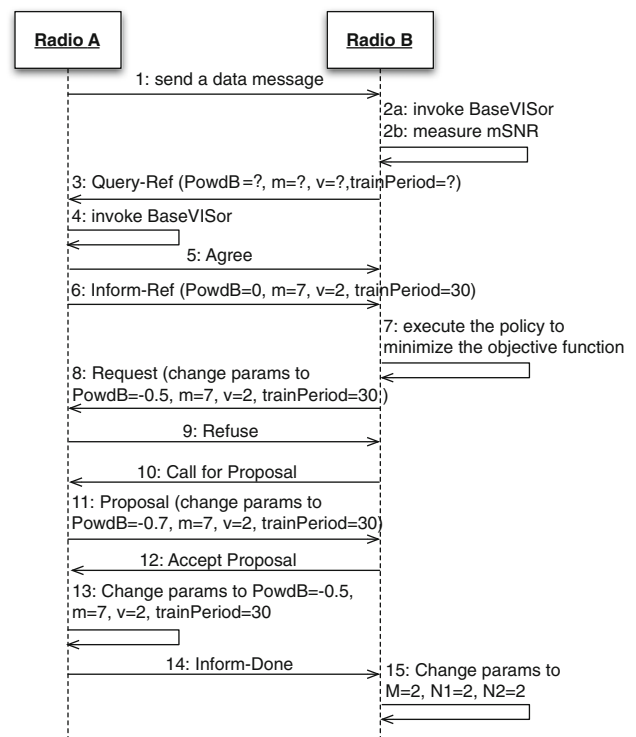 Radio A
Radio B
1: send a data message
2a: invoke BaseVISor
2b: measure mSNR
3: Query-Ref (PowdB=?, m=?, v=?,trainPeriod=?)
4: invoke BaseVISor
5: Agree
6: Inform-Ref (PowdB=0, m=7, v=2, trainPeriod=30)
7: execute the policy to
minimize the objective function
8: Request (change params to
PowdB=-0.5, m=7, v=2, trainPeriod=30 )
9: Refuse
10: Call for Proposal
11: Proposal (change params to
PowdB=-0.7, m=7, v=2, trainPeriod=30)
12: Accept Proposal
13: Change params to PowdB=-0.5,
m=7, v=2, trainPeriod=30
14: Inform-Done
15: Change params to
M=2, N1=2, N2=2